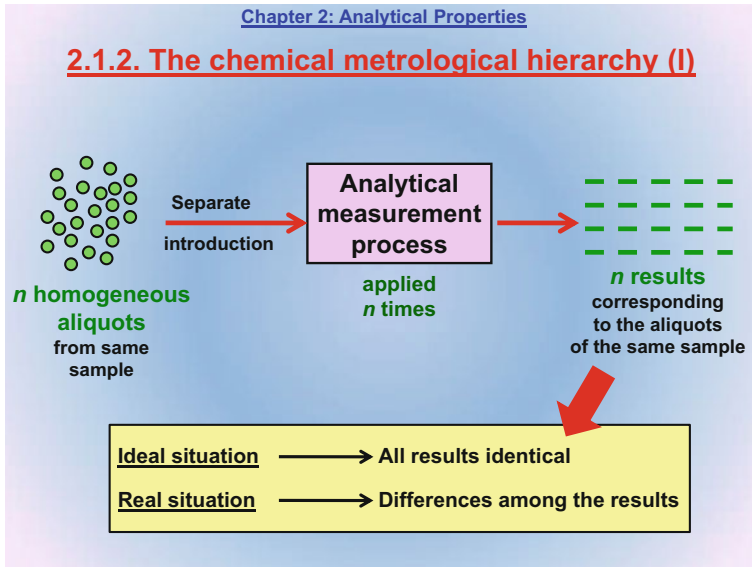 Chapter 2: Analytical Properties
2.1.2. The chemical metrological hierarchy (I)
n homogeneous
aliquots
from same
sample
Separate
introduction
Analytical
measurement
process
applied
n times
n results
corresponding
to the aliquots
of the same sample
Ideal situation All results identical
Real situation Differences among the results